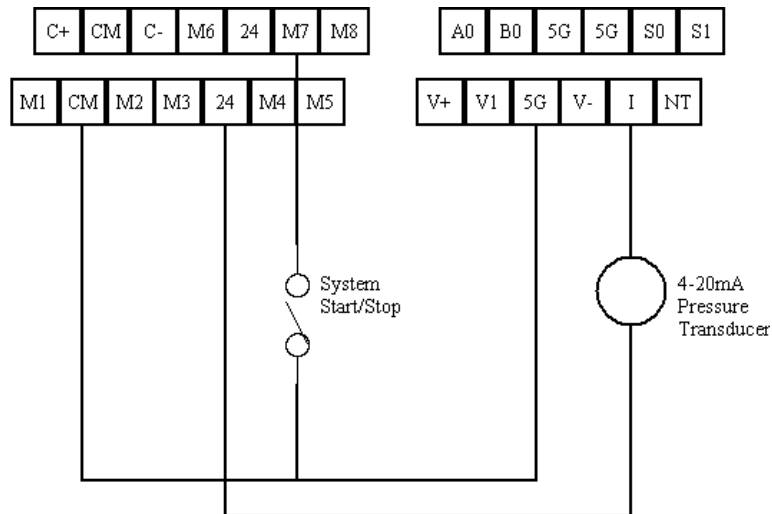 C+ CM C- M6 24 M7 M8
A0 B0 5G 5G S0 S1
M1 CM M2 M3 24 M4 M5
V+ V1 5G V- I NT
System
Start/Stop
4-20mA
Pressure
Transducer